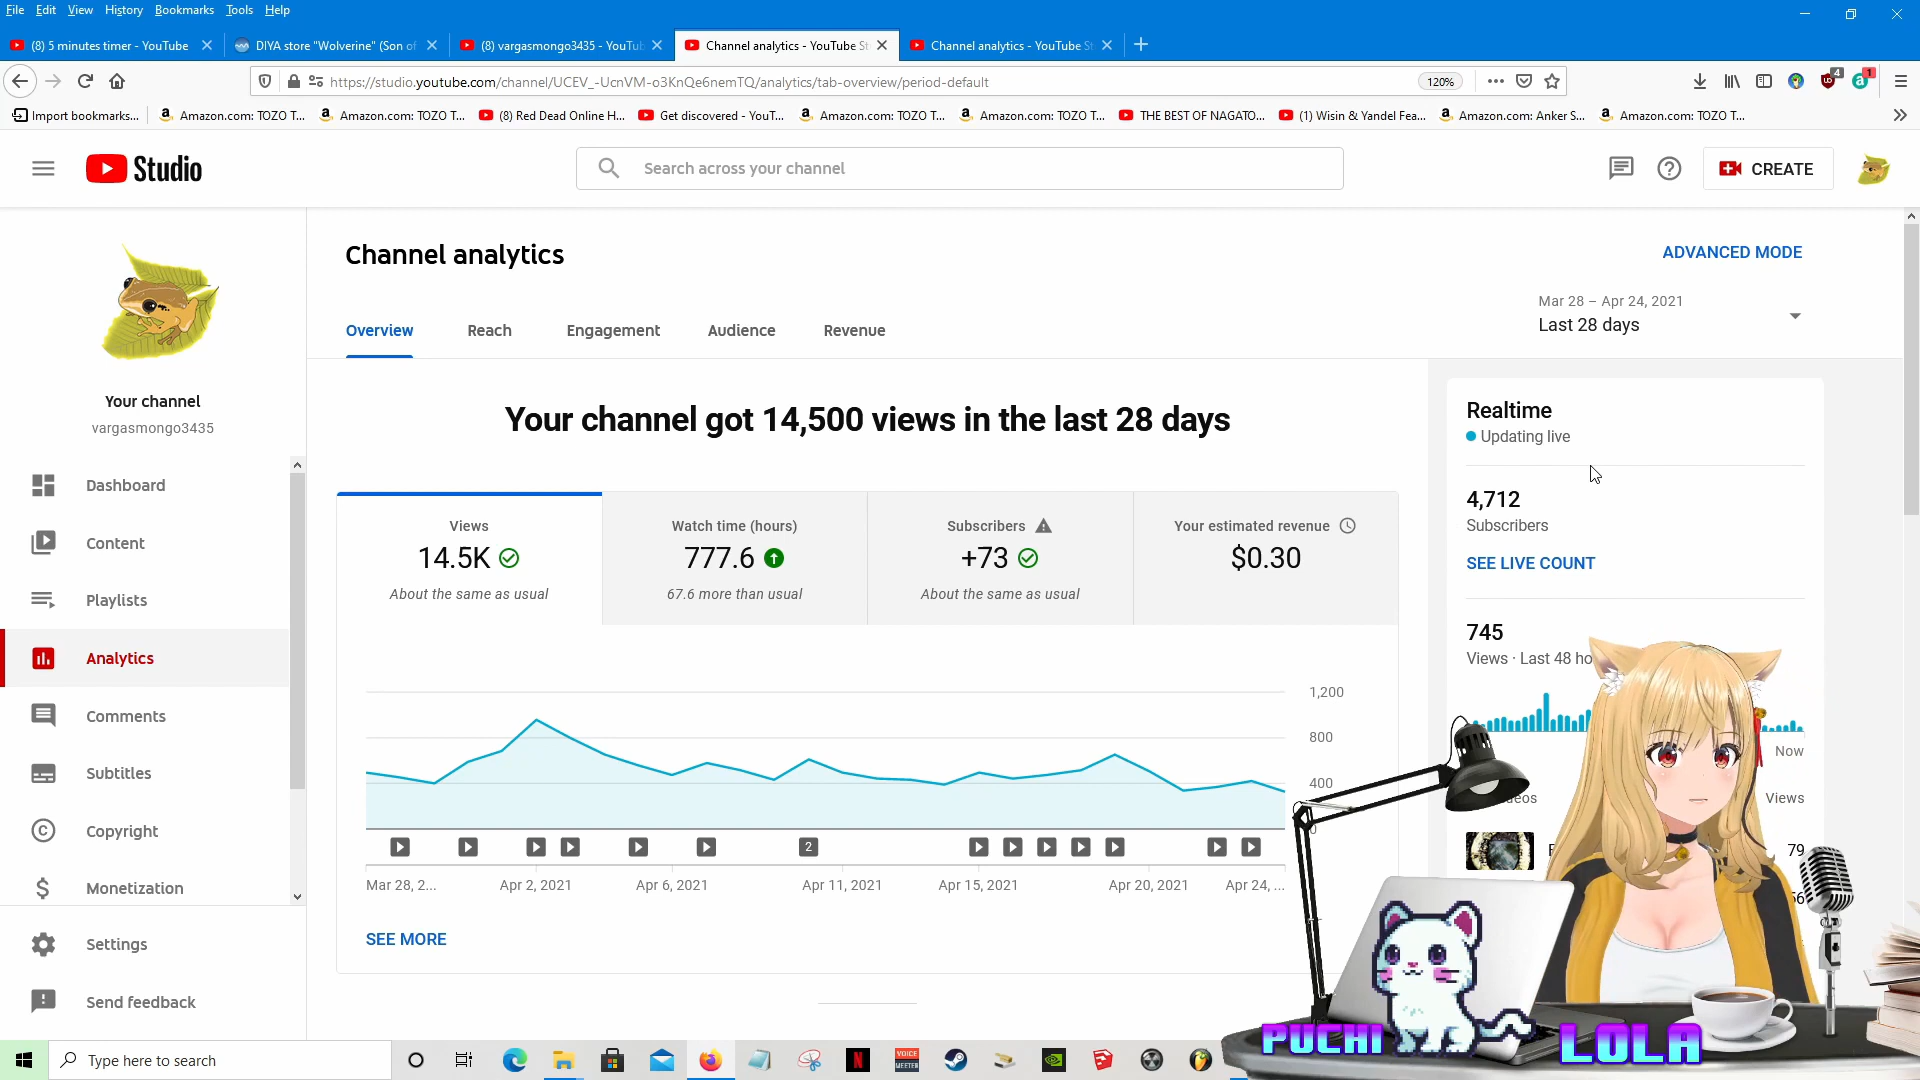 File Edit View History Bookmarks Tools Help
(8) 5 minutes timer - YouTube
DIYA store "Wolverine" (Son of
(8) vargasmongo3435 - YouTub
Channel analytics - YouTube St
Channel analytics - YouTube St
https://studio.youtube.com/channel/UCEV_-UcnVM-o3KnQe6nemTQ/analytics/tab-overview/period-default
120%
4
1
Import bookmarks...
Amazon.com: TOZO T...
Amazon.com: TOZO T...
(8) Red Dead Online H...
Get discovered - YouT...
Amazon.com: TOZO T...
Amazon.com: TOZO T...
THE BEST OF NAGATO...
(1) Wisin & Yandel Fea...
Amazon.com: Anker S...
Amazon.com: TOZO T...
Studio
Search across your channel
CREATE
Your channel
vargasmongo3435
Dashboard
Content
Playlists
Analytics
Comments
Subtitles
Copyright
Monetization
Settings
Send feedback
Channel analytics
ADVANCED MODE
Overview
Reach
Engagement
Audience
Revenue
Mar 28 – Apr 24, 2021
Last 28 days
Your channel got 14,500 views in the last 28 days
Views
14.5K
About the same as usual
Watch time (hours)
777.6
67.6 more than usual
Subscribers
+73
About the same as usual
Your estimated revenue
$0.30
1,200
800
400
0
2
Mar 28, 2...
Apr 2, 2021
Apr 6, 2021
Apr 11, 2021
Apr 15, 2021
Apr 20, 2021
Apr 24, ...
SEE MORE
Realtime
Updating live
4,712
Subscribers
SEE LIVE COUNT
745
Views · Last 48 ho
Now
Views
79
PUCHI
LOLA
Type here to search
VOICE
MEETER